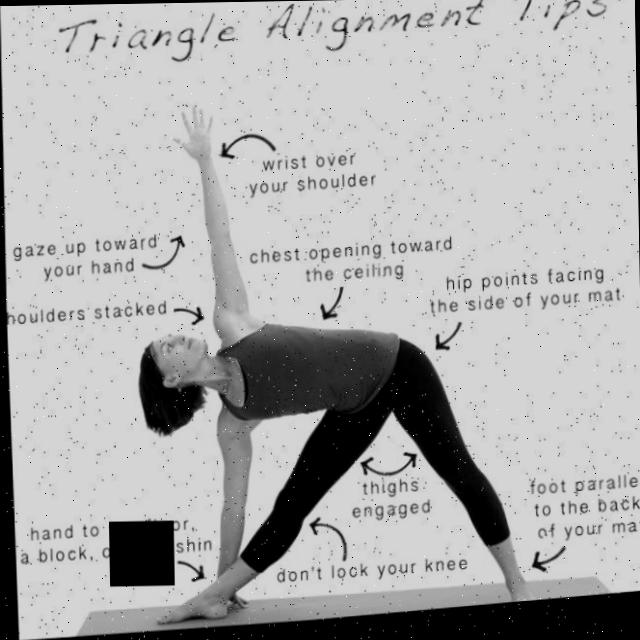 Triangle Alignment Tips
wrist over
your shoulder
gaze up toward
your hand
chest opening toward
the ceiling
hip points facing
the side of your mat
houlders stacked
thighs
engaged
foot paralle
to the back
of your ma
hand to
a block, shin
don't lock your knee